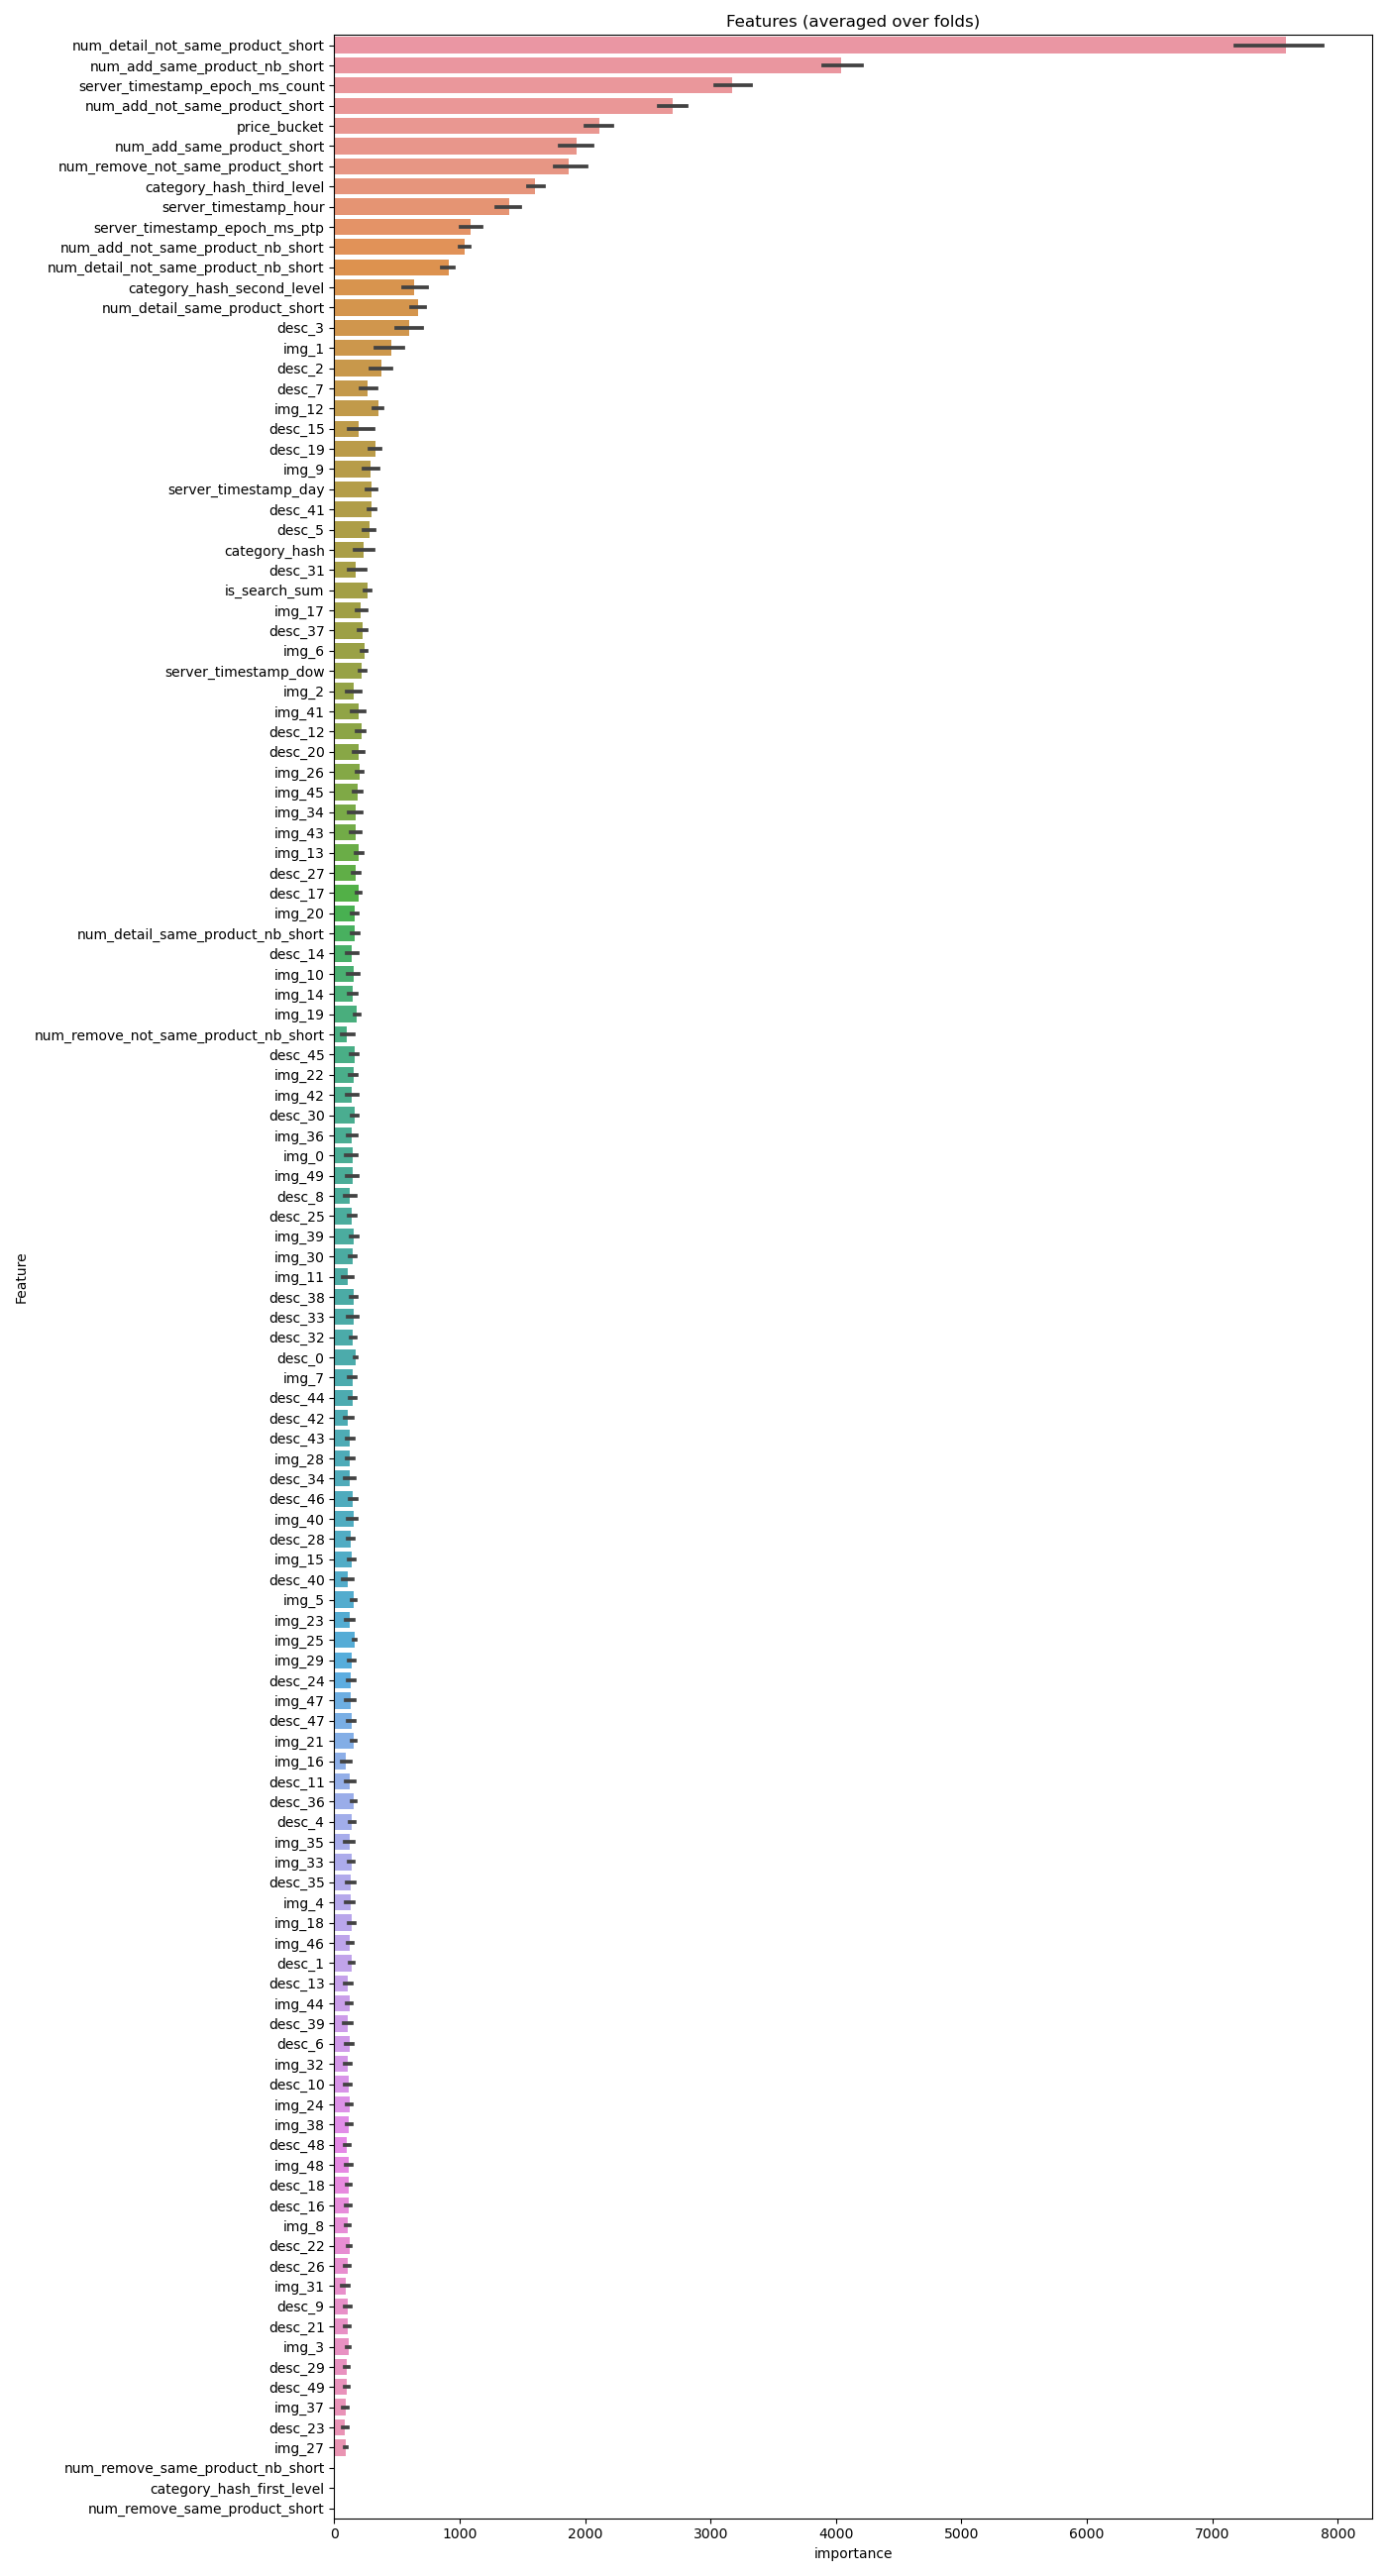 Features (averaged over folds)
num_detail_not_same_product_short
num_add_same_product_nb_short
server_timestamp_epoch_ms_count
num_add_not_same_product_short
price_bucket
num_add_same_product_short
num_remove_not_same_product_short
category_hash_third_level
server_timestamp_hour
server_timestamp_epoch_ms_ptp
num_add_not_same_product_nb_short
num_detail_not_same_product_nb_short
category_hash_second_level
num_detail_same_product_short
desc_3
img_1
desc_2
desc_7
img_12
desc_15
desc_19
img_9
server_timestamp_day
desc_41
desc_5
category_hash
desc_31
is_search_sum
img_17
desc_37
img_6
server_timestamp_dow
img_2
img_41
desc_12
desc_20
img_26
img_45
img_34
img_43
img_13
desc_27
desc_17
img_20
num_detail_same_product_nb_short
desc_14
img_10
img_14
img_19
num_remove_not_same_product_nb_short
desc_45
img_22
img_42
desc_30
img_36
img_0
img_49
desc_8
desc_25
img_39
img_30
img_11
desc_38
desc_33
desc_32
desc_0
img_7
desc_44
desc_42
desc_43
img_28
desc_34
desc_46
img_40
desc_28
img_15
desc_40
img_5
img_23
img_25
img_29
desc_24
img_47
desc_47
img_21
img_16
desc_11
desc_36
desc_4
img_35
img_33
desc_35
img_4
img_18
img_46
desc_1
desc_13
img_44
desc_39
desc_6
img_32
desc_10
img_24
img_38
desc_48
img_48
desc_18
desc_16
img_8
desc_22
desc_26
img_31
desc_9
desc_21
img_3
desc_29
desc_49
img_37
desc_23
img_27
num_remove_same_product_nb_short
category_hash_first_level
num_remove_same_product_short
Feature
0 1000 2000 3000 4000 5000 6000 7000 8000
importance